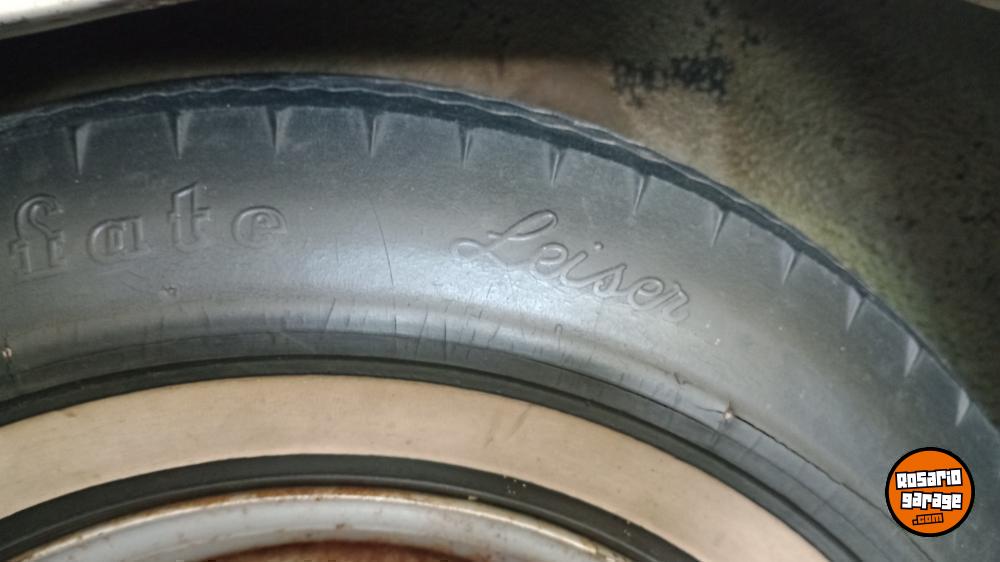 fate
Leiser
Rosario
garage
.com